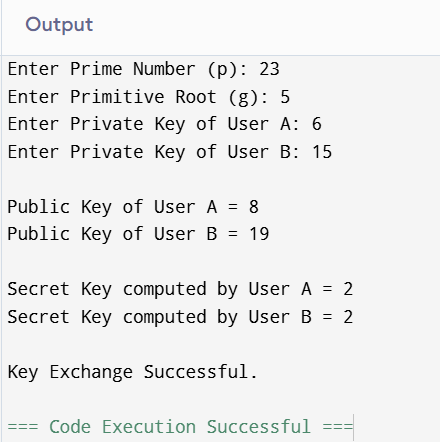 Output
Enter Prime Number (p): 23
Enter Primitive Root (g): 5
Enter Private Key of User A: 6
Enter Private Key of User B: 15
Public Key of User A = 8
Public Key of User B = 19
Secret Key computed by User A = 2
Secret Key computed by User B = 2
Key Exchange Successful.
=== Code Execution Successful ===